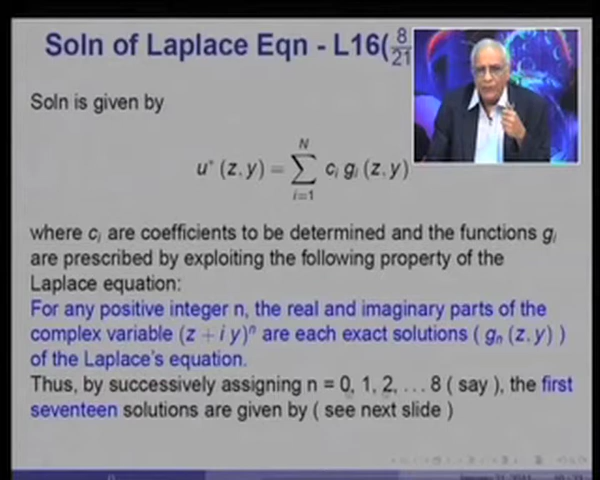 Soln of Laplace Eqn - L16(8/21
Soln is given by
u* (z, y) = ∑_{i=1}^{N} c_i g_i (z, y)
where c_i are coefficients to be determined and the functions g_i
are prescribed by exploiting the following property of the
Laplace equation:
For any positive integer n, the real and imaginary parts of the
complex variable (z + i y)^n are each exact solutions ( g_n (z, y) )
of the Laplace's equation.
Thus, by successively assigning n = 0, 1, 2, ... 8 ( say ), the first
seventeen solutions are given by ( see next slide )